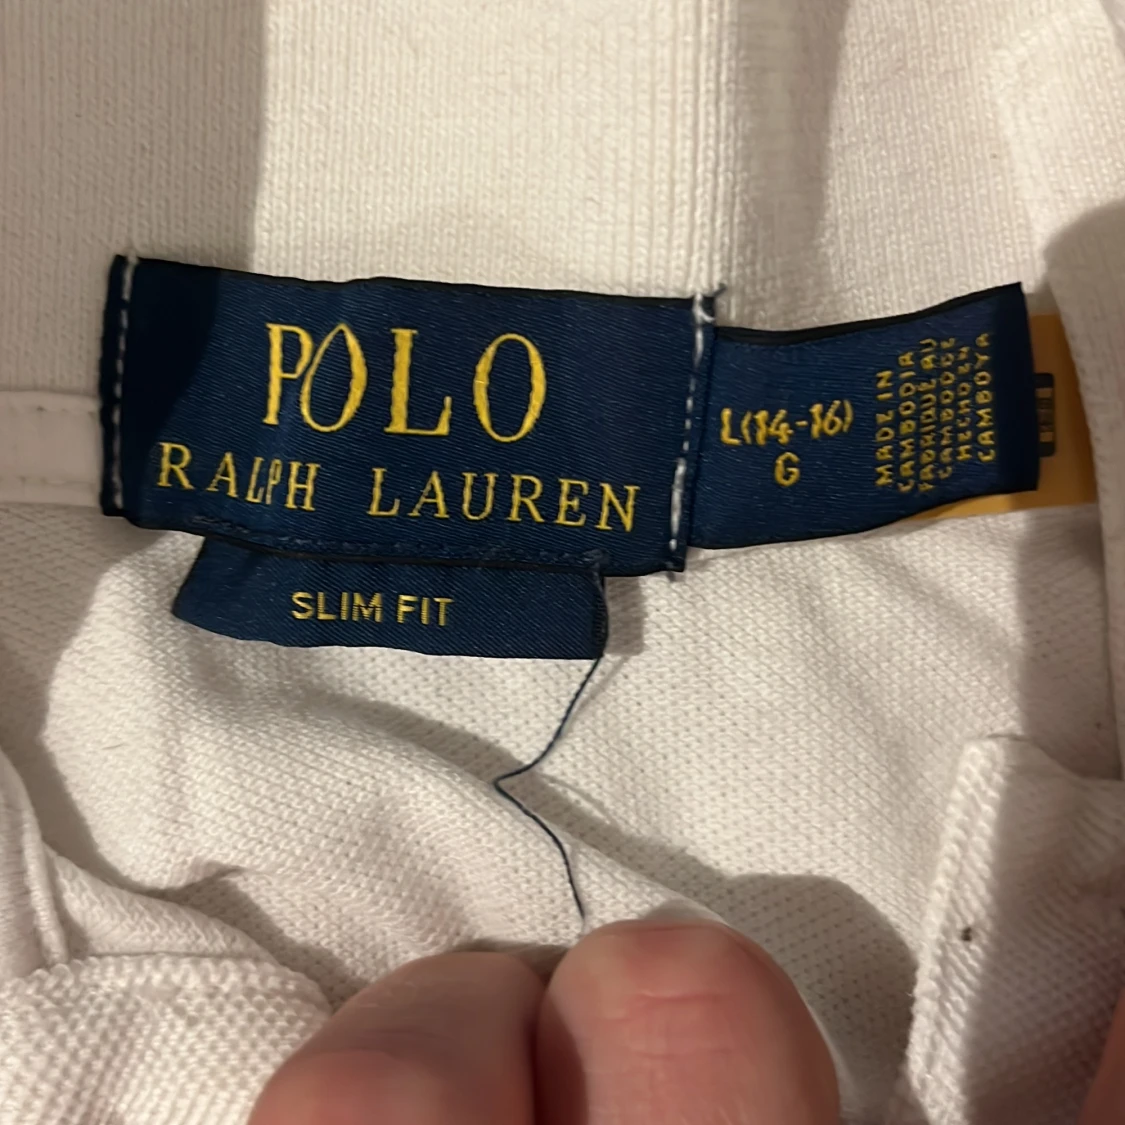 POLO
RALPH LAUREN
SLIM FIT
L(14-16)
G
MADE IN
CAMBODIA
FABRIQUÉ AU
CAMBODGE
HECHO EN
CAMBOYA